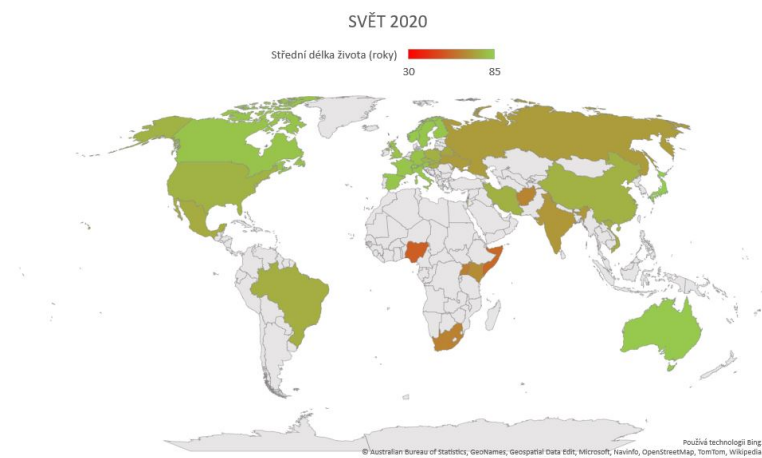 SVĚT 2020
Střední délka života (roky)
30 85
Používá technologii Bing
© Australian Bureau of Statistics, GeoNames, Geospatial Data Edit, Microsoft, Navinfo, OpenStreetMap, TomTom, Wikipedia